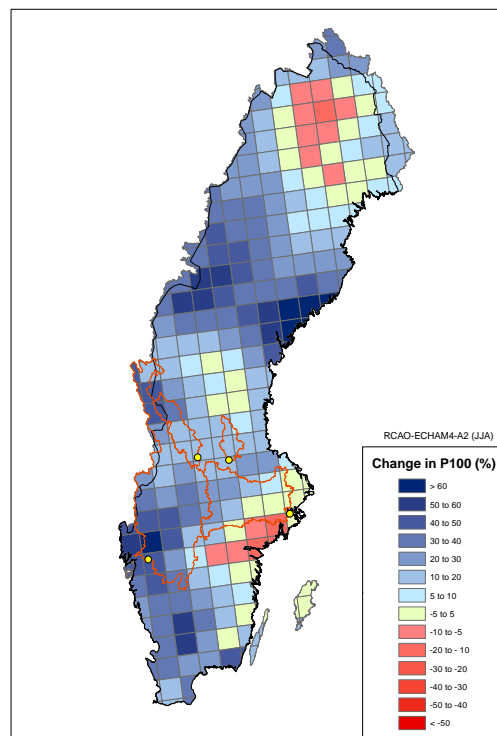 RCAO-ECHAM4-A2 (JJA)
Change in P100 (%)
> 60
50 to 60
40 to 50
30 to 40
20 to 30
10 to 20
5 to 10
-5 to 5
-10 to -5
-20 to - 10
-30 to -20
-40 to -30
-50 to -40
< -50